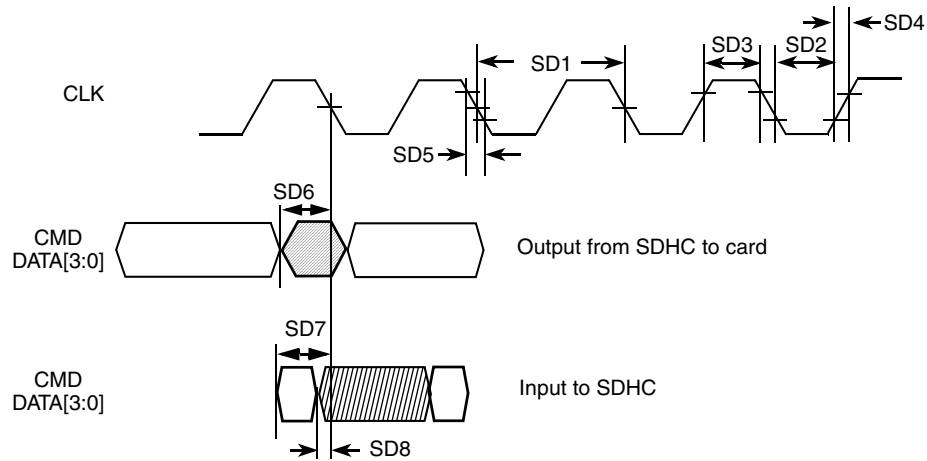 SD4
SD3
SD2
SD1
CLK
SD5
SD6
CMD
DATA[3:0]
Output from SDHC to card
SD7
CMD
DATA[3:0]
Input to SDHC
SD8